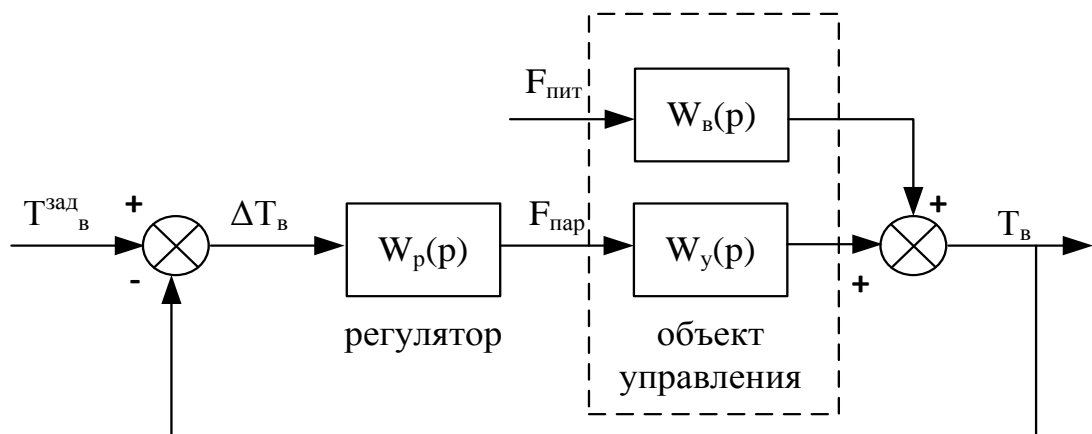 Fпит
Wв(p)
Tзадв
+
ΔTв
Wр(p)
Fпар
Wу(p)
+
+
Tв
-
регулятор
объект
управления